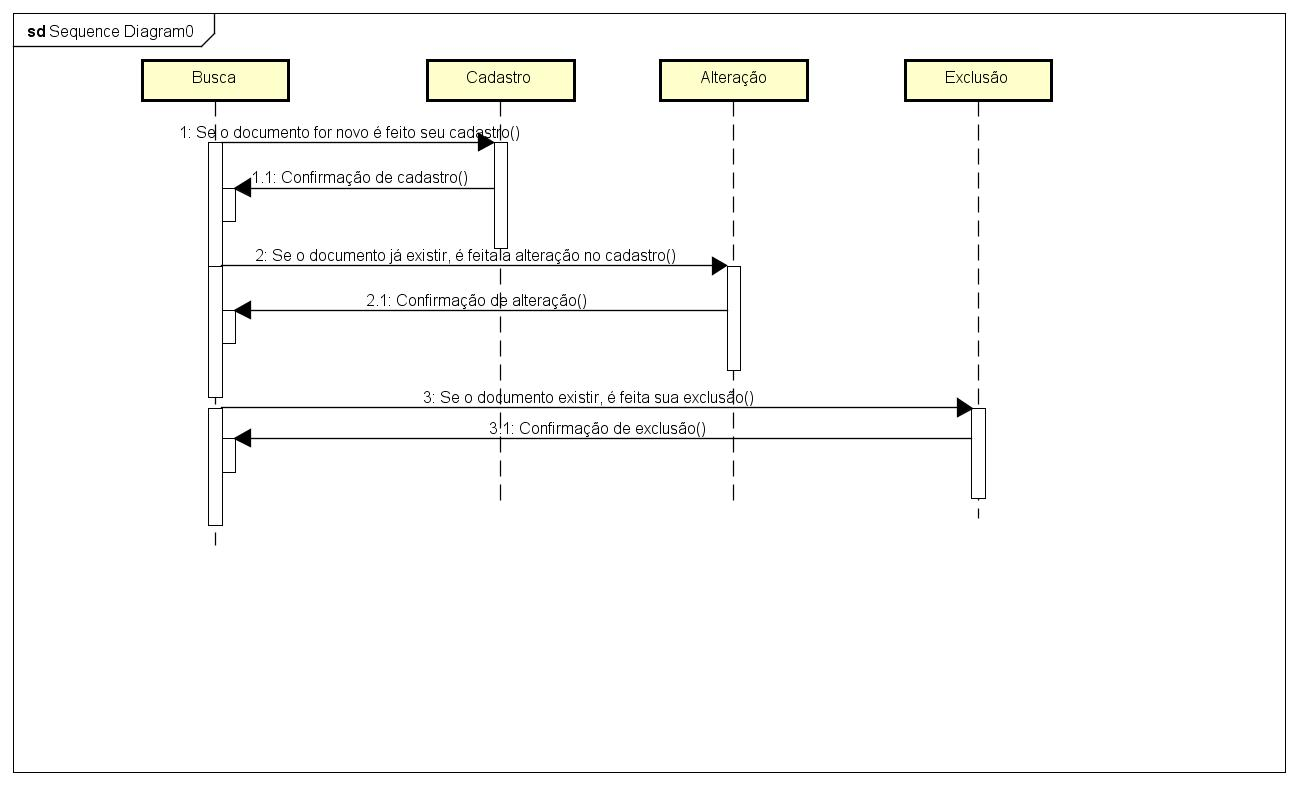 sd Sequence Diagram0
Busca
Cadastro
Alteração
Exclusão
1: Se o documento for novo é feito seu cadastro()
1.1: Confirmação de cadastro()
2: Se o documento já existir, é feita a alteração no cadastro()
2.1: Confirmação de alteração()
3: Se o documento existir, é feita sua exclusão()
3.1: Confirmação de exclusão()